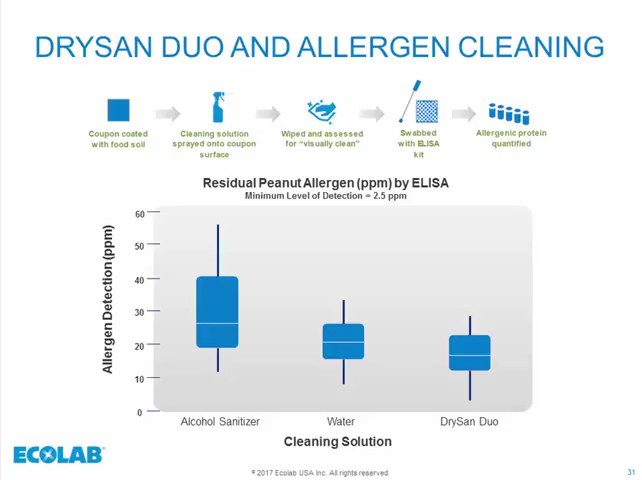 DRYSAN DUO AND ALLERGEN CLEANING
Coupon coated
with food soil
Cleaning solution
sprayed onto coupon
surface
Wiped and assessed
for “visually clean”
Swabbed
with ELISA
kit
Allergenic protein
quantified
Residual Peanut Allergen (ppm) by ELISA
Minimum Level of Detection = 2.5 ppm
Allergen Detection (ppm)
60
50
40
30
20
10
0
Alcohol Sanitizer
Water
DrySan Duo
Cleaning Solution
ECOLAB®
© 2017 Ecolab USA Inc. All rights reserved.
31